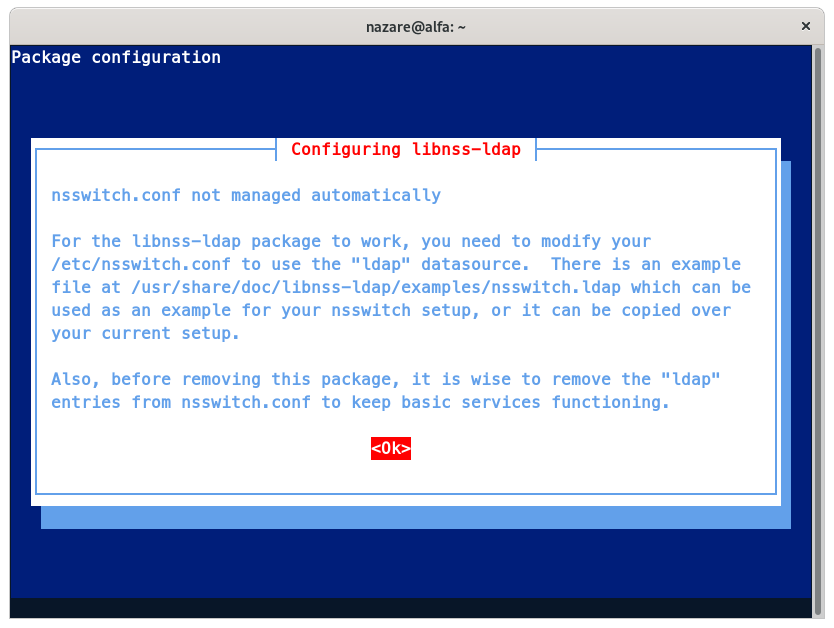 nazare@alfa: ~
×
Package configuration
Configuring libnss-ldap
nsswitch.conf not managed automatically
For the libnss-ldap package to work, you need to modify your
/etc/nsswitch.conf to use the "ldap" datasource.  There is an example
file at /usr/share/doc/libnss-ldap/examples/nsswitch.ldap which can be
used as an example for your nsswitch setup, or it can be copied over
your current setup.
Also, before removing this package, it is wise to remove the "ldap"
entries from nsswitch.conf to keep basic services functioning.
<Ok>